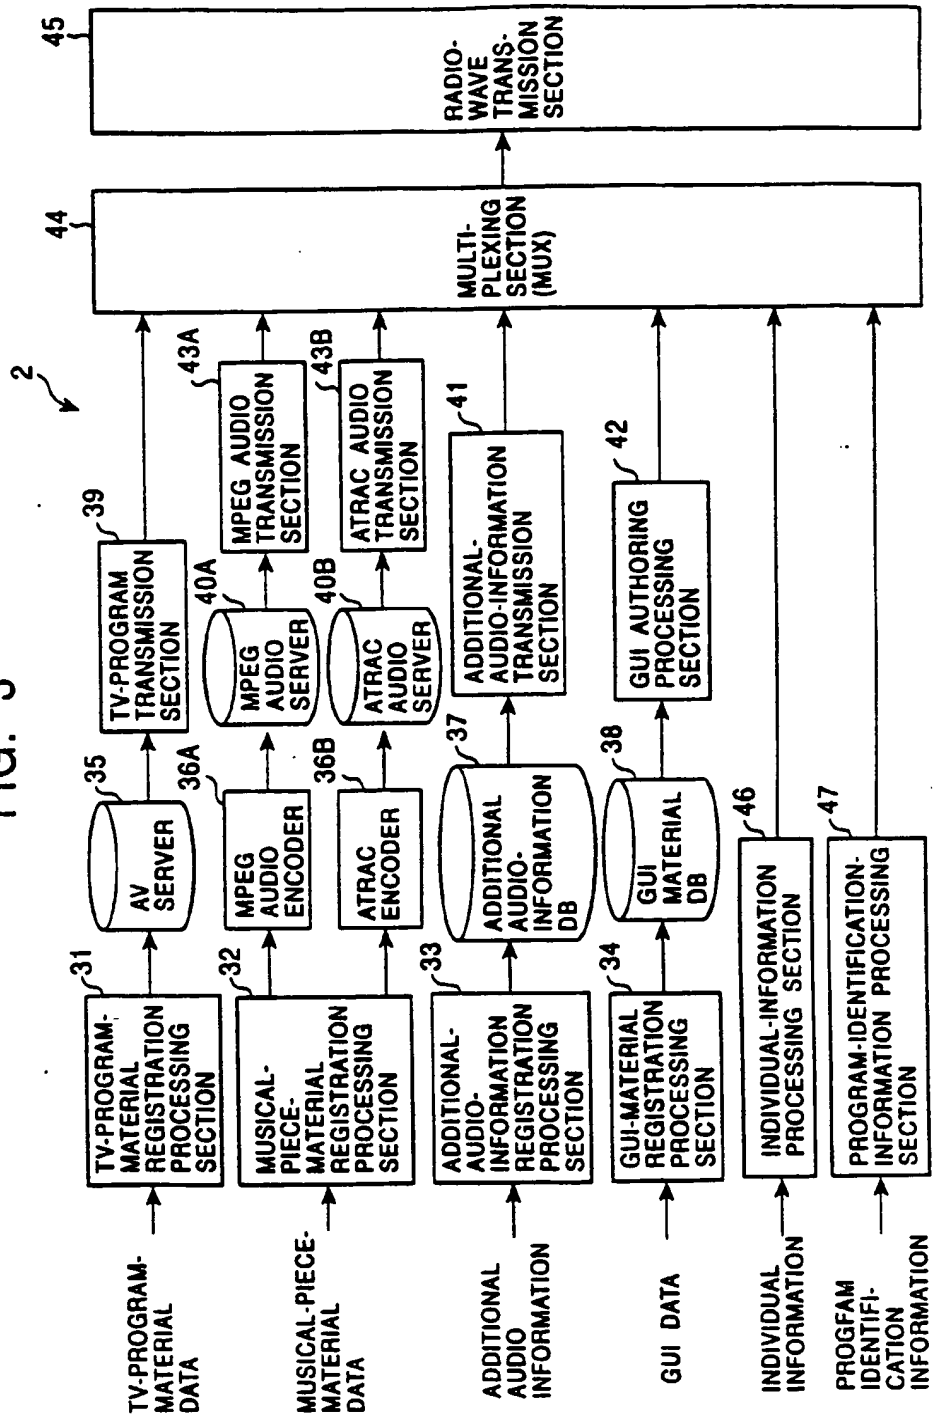 FIG. 3
2
TV-PROGRAM-
MATERIAL
DATA
31
TV-PROGRAM-
MATERIAL
REGISTRATION
PROCESSING
SECTION
35
AV
SERVER
39
TV-PROGRAM
TRANSMISSION
SECTION
MUSICAL-PIECE-
MATERIAL
DATA
32
MUSICAL-
PIECE-
MATERIAL
REGISTRATION
PROCESSING
SECTION
36A
MPEG
AUDIO
ENCODER
40A
MPEG
AUDIO
SERVER
43A
MPEG AUDIO
TRANSMISSION
SECTION
36B
ATRAC
ENCODER
40B
ATRAC
AUDIO
SERVER
43B
ATRAC AUDIO
TRANSMISSION
SECTION
ADDITIONAL
AUDIO
INFORMATION
33
ADDITIONAL-
AUDIO-
INFORMATION
REGISTRATION
PROCESSING
SECTION
37
ADDITIONAL
AUDIO-
INFORMATION
DB
41
ADDITIONAL-
AUDIO-INFORMATION
TRANSMISSION
SECTION
GUI DATA
34
GUI-MATERIAL
REGISTRATION
PROCESSING
SECTION
38
GUI
MATERIAL
DB
42
GUI AUTHORING
PROCESSING
SECTION
INDIVIDUAL
INFORMATION
46
INDIVIDUAL-INFORMATION
PROCESSING SECTION
PROGFAM
IDENTIFI-
CATION
INFORMATION
47
PROGRAM-IDENTIFICATION-
INFORMATION PROCESSING
SECTION
44
MULTI-
PLEXING
SECTION
(MUX)
45
RADIO-
WAVE
TRANS-
MISSION
SECTION